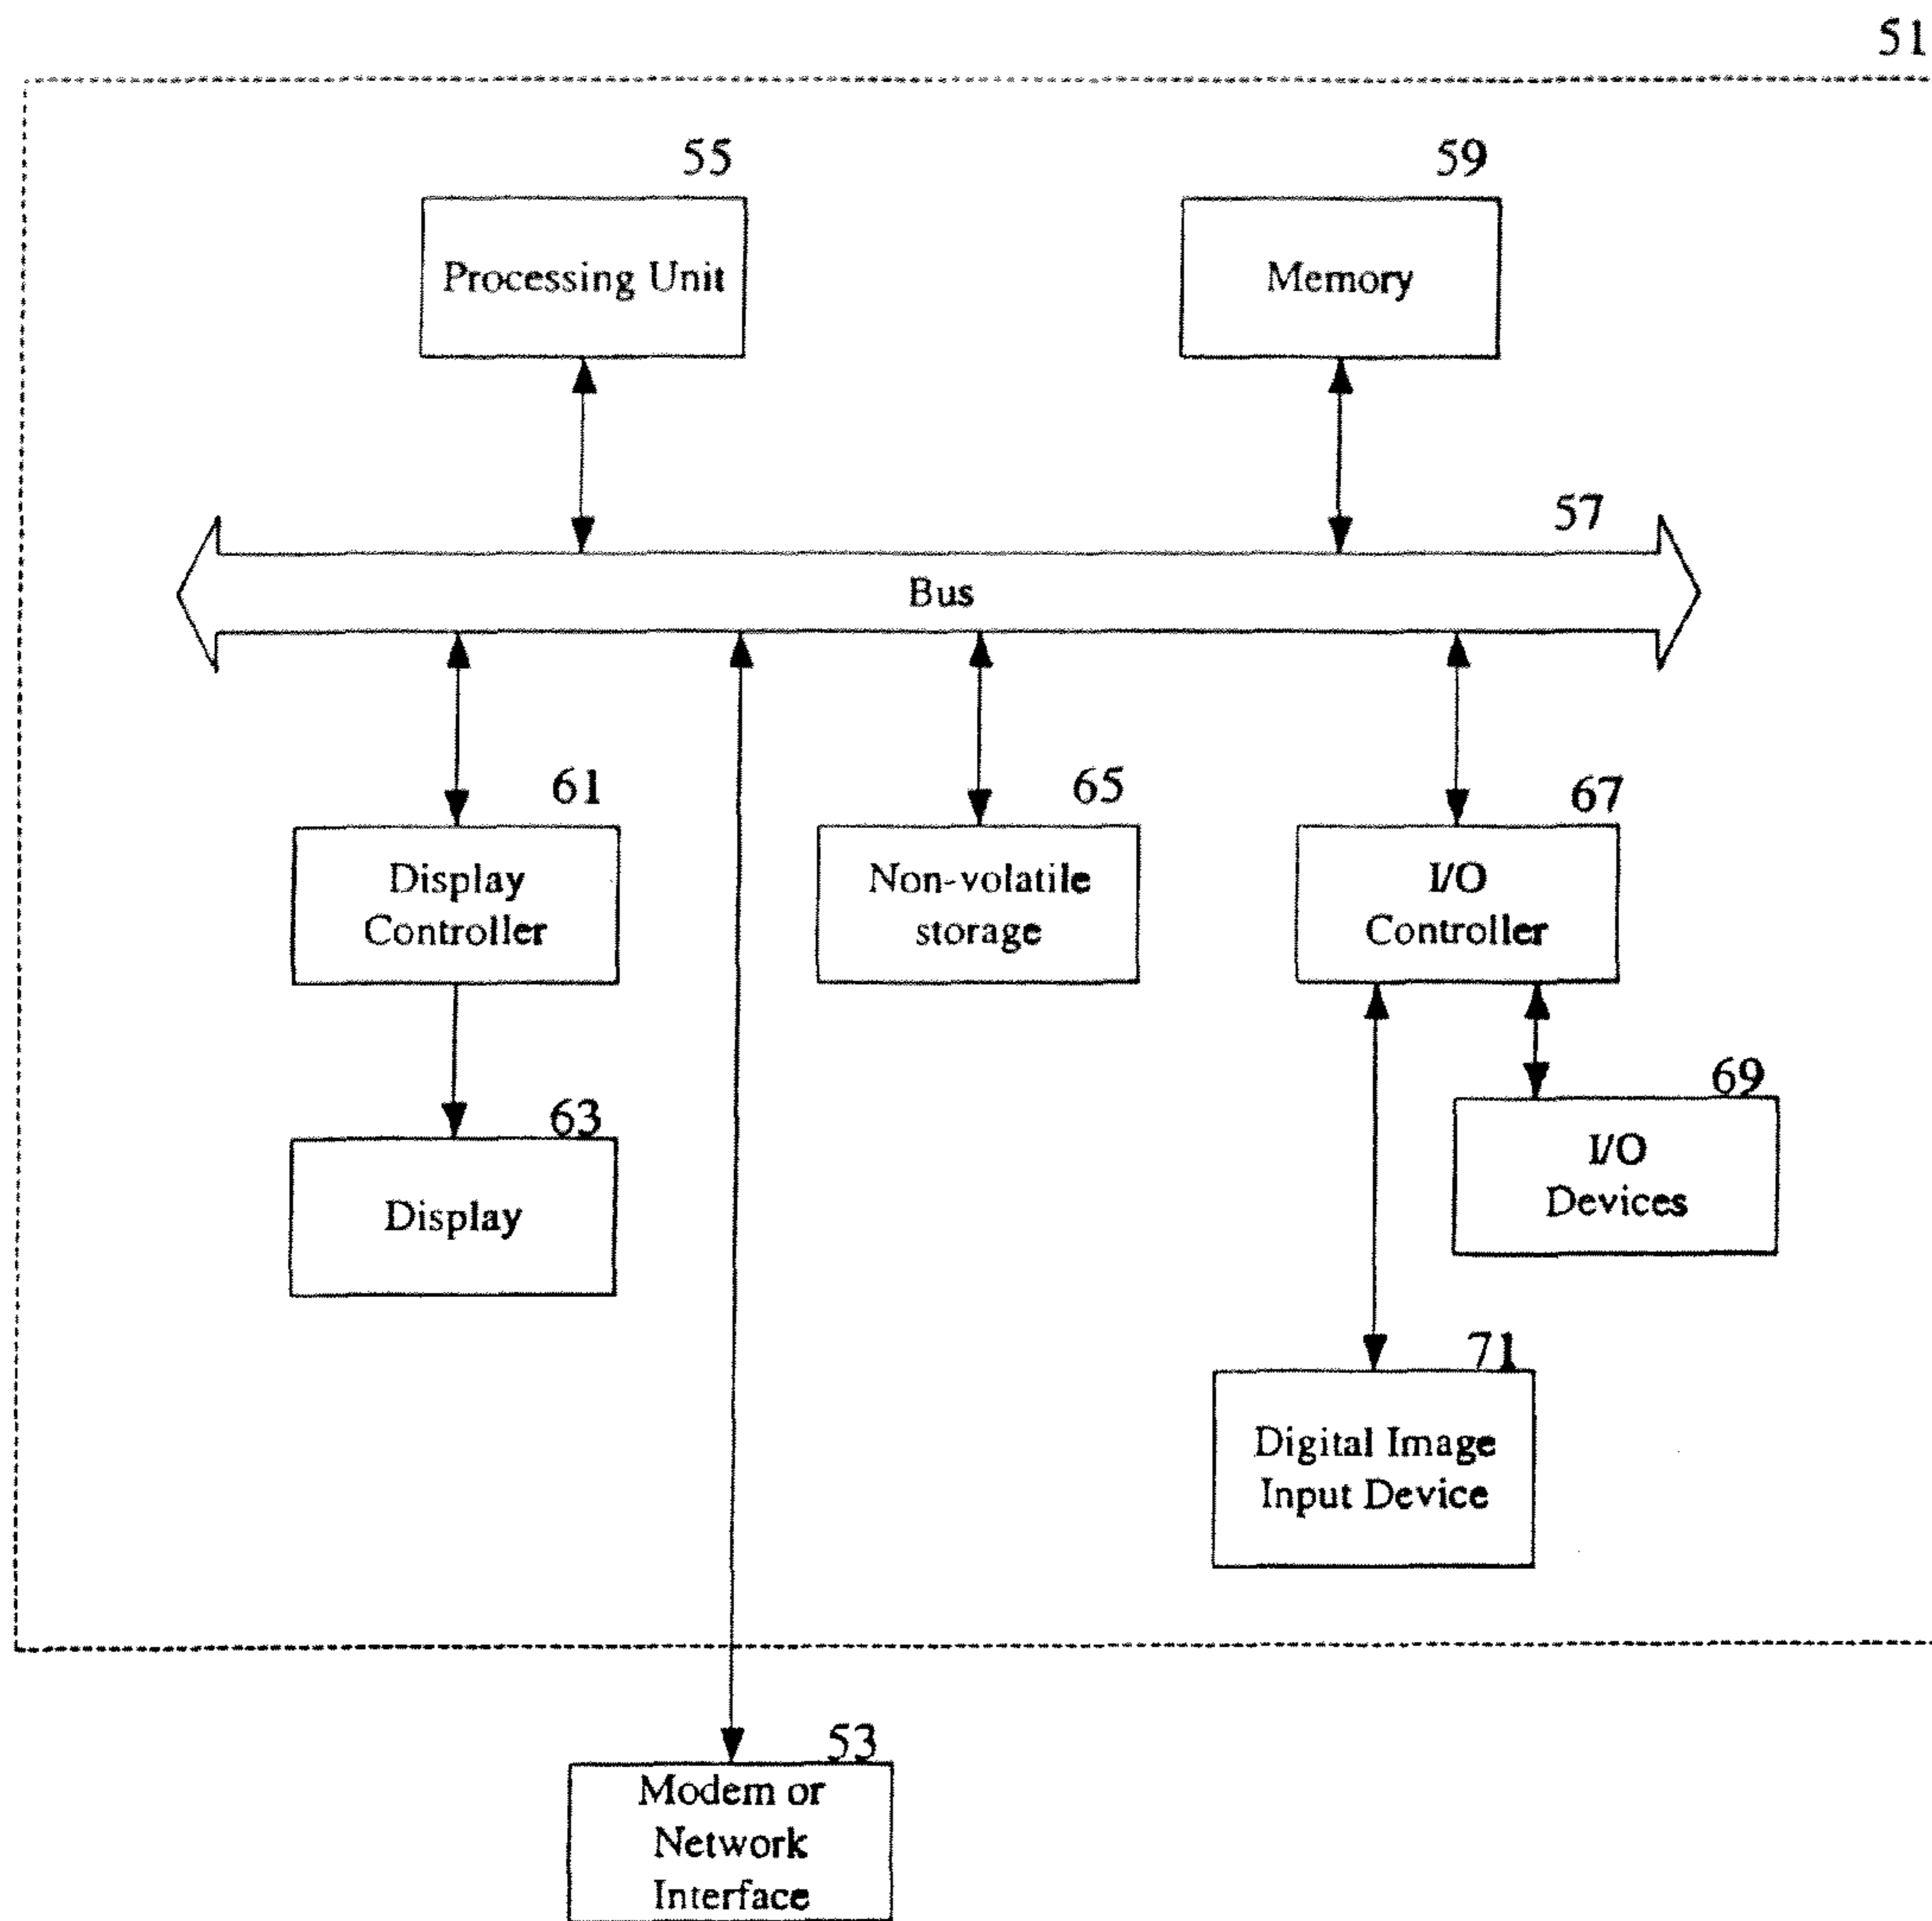 51
55
Processing Unit
59
Memory
57
Bus
61
Display
Controller
65
Non-volatile
storage
67
I/O
Controller
63
Display
69
I/O
Devices
71
Digital Image
Input Device
53
Modem or
Network
Interface